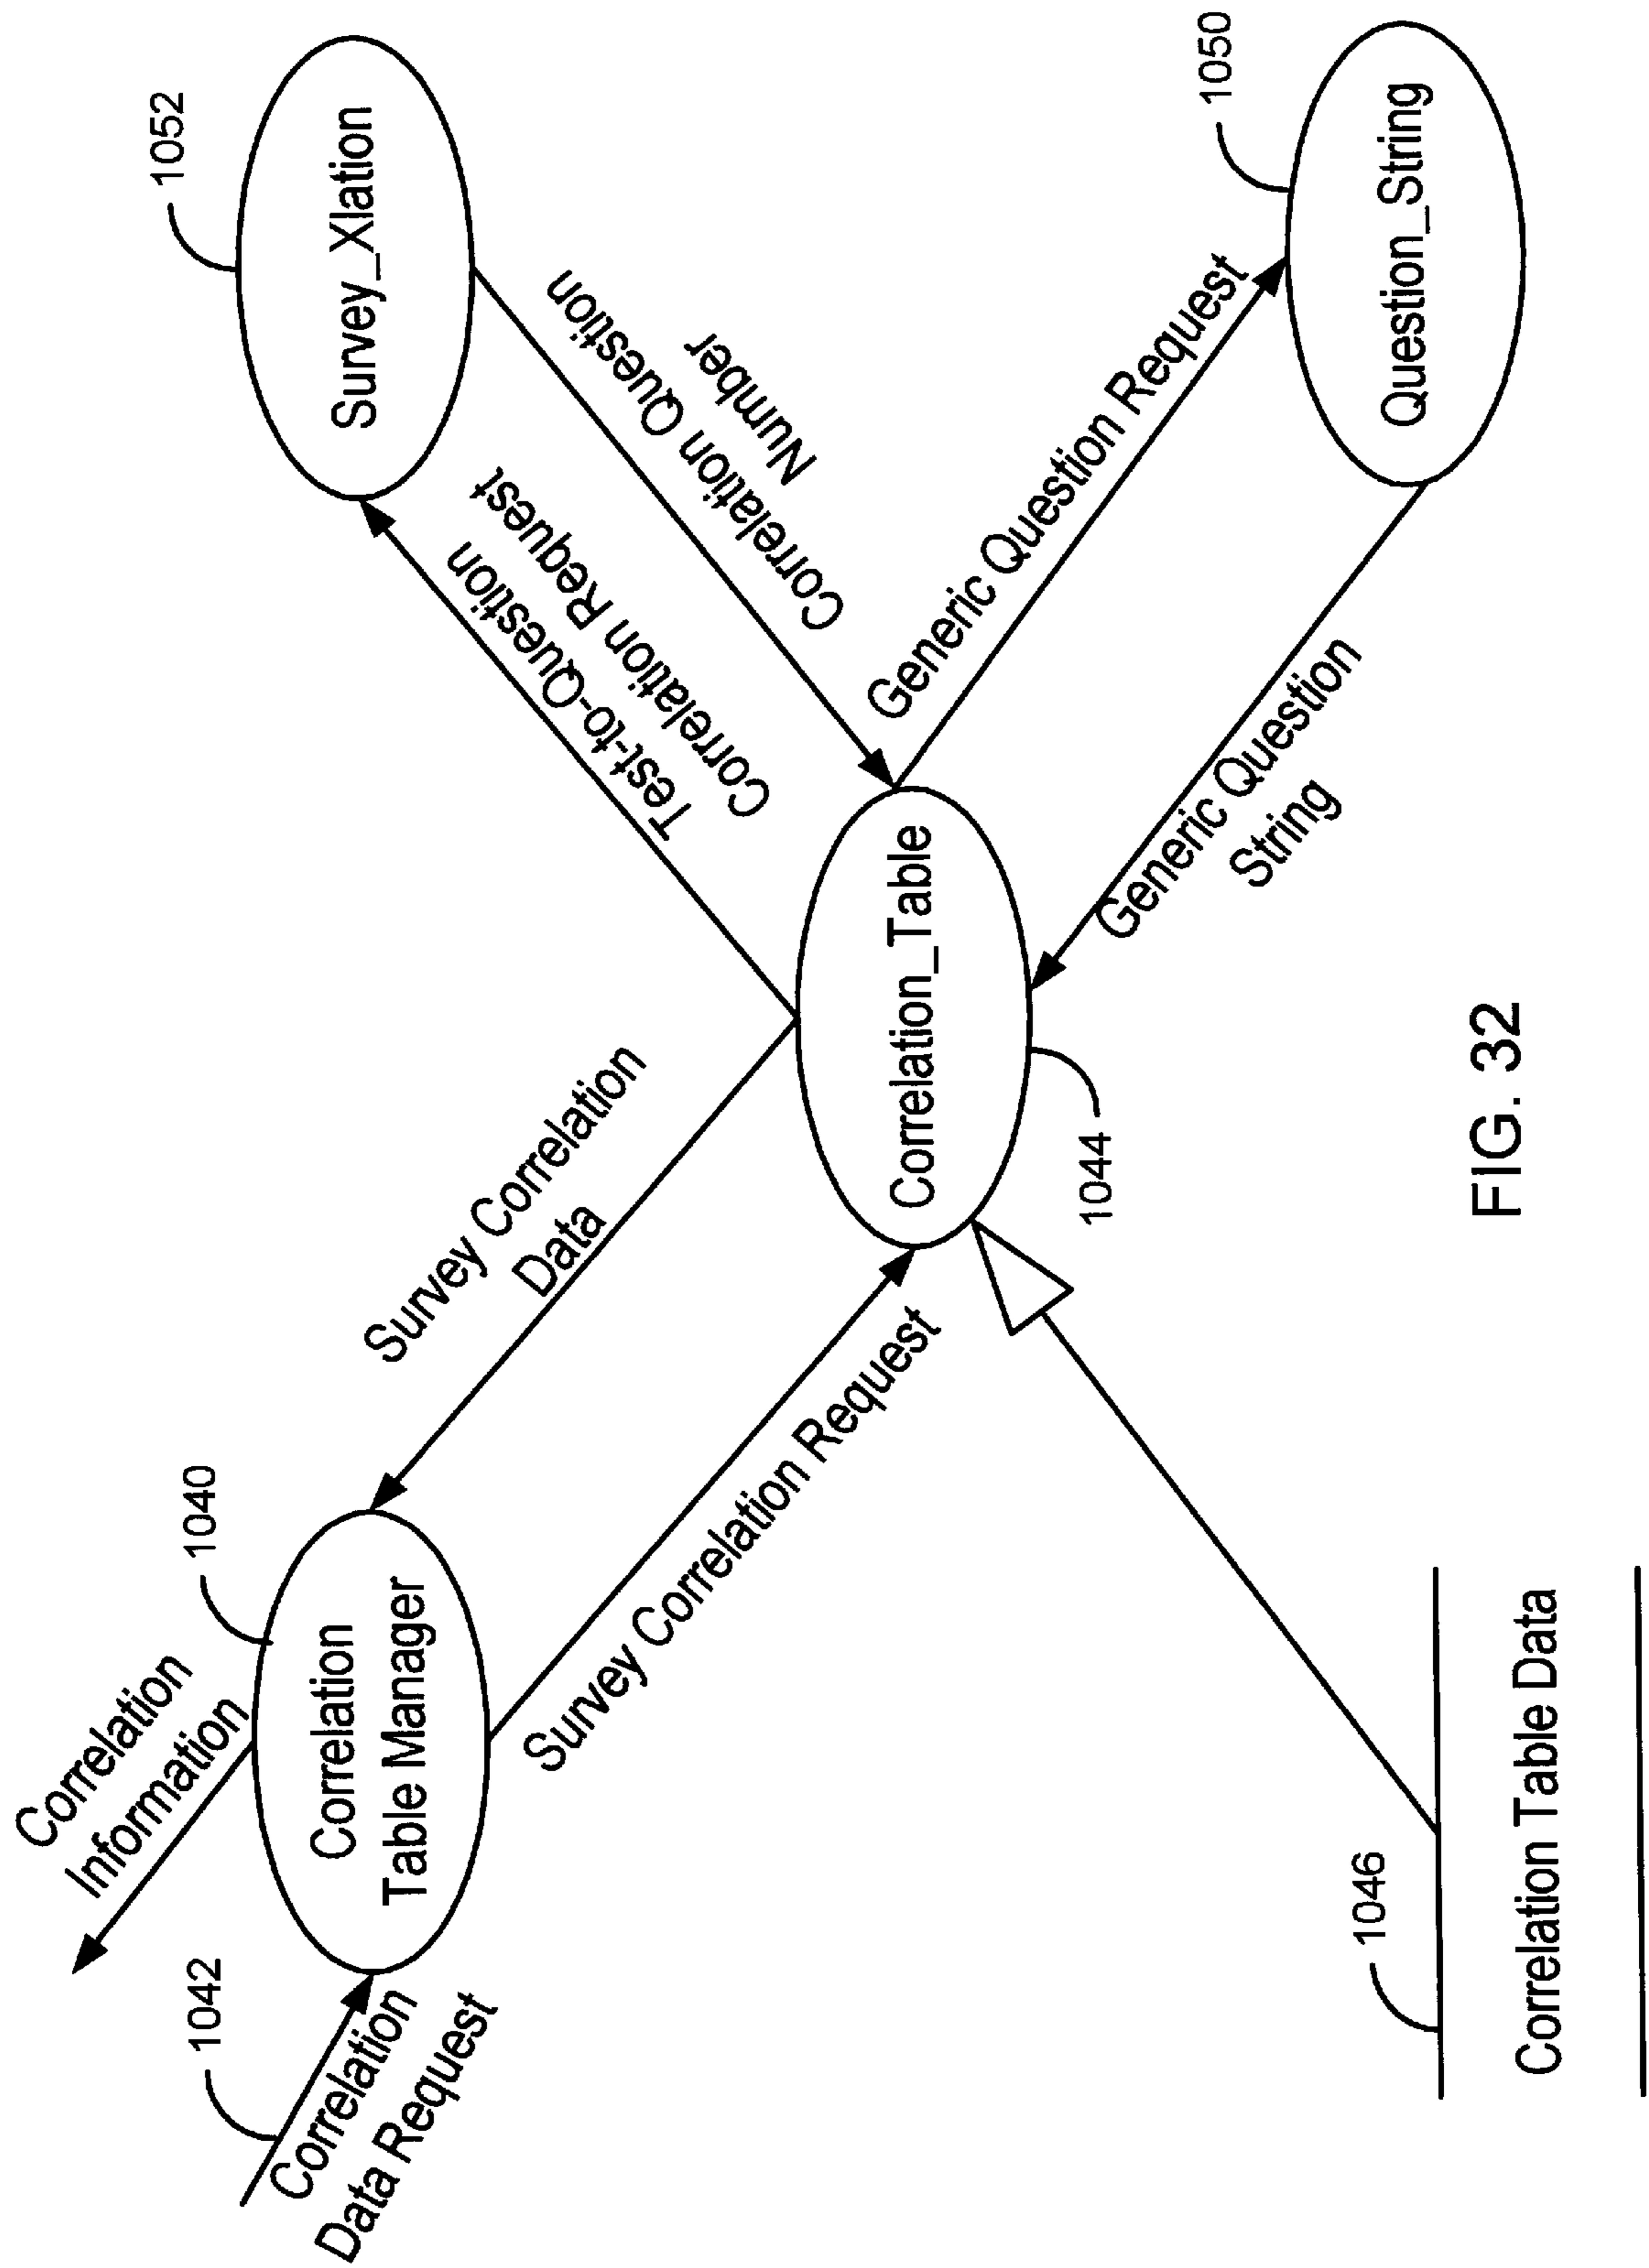 Correlation
Information
1040
1042
Correlation
Data Request
Correlation
Table Manager
Survey Correlation
Data
Survey Correlation Request
1052
Survey_Xlation
Test-to-Question
Correlation Request
Correlation Question
Number
Correlation_Table
1044
Generic Question Request
Generic Question
String
1050
Question_String
1046
Correlation Table Data
FIG. 32